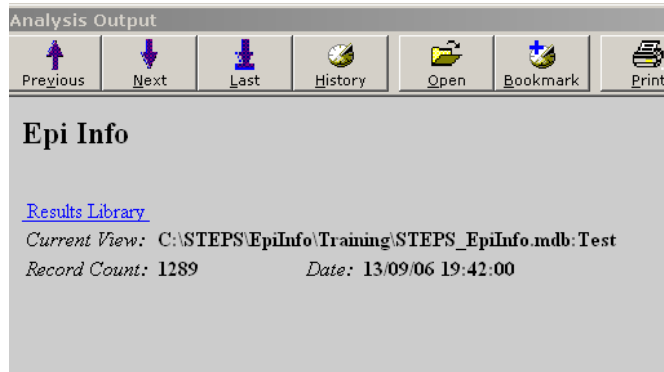 Analysis Output
Previous Next Last History Open Bookmark Print
Epi Info
Results Library
Current View: C:\STEPS\EpiInfo\Training\STEPS_EpiInfo.mdb:Test
Record Count: 1289 Date: 13/09/06 19:42:00